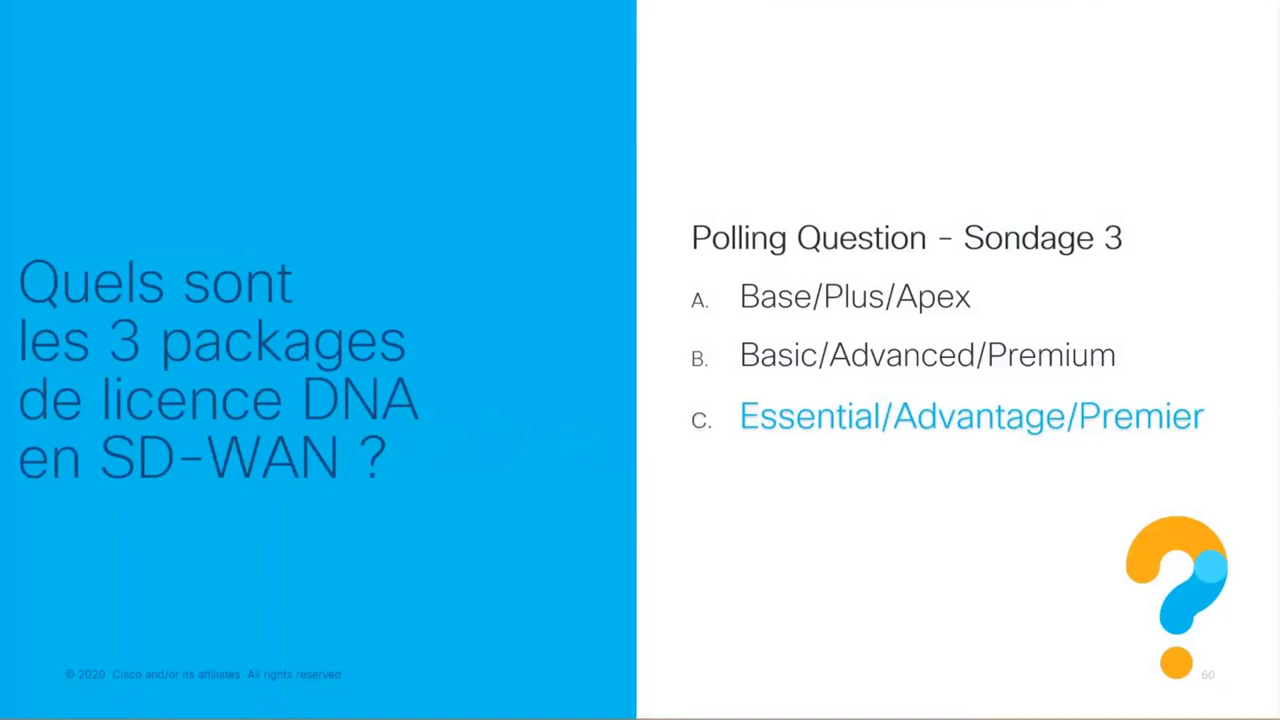 Quels sont
les 3 packages
de licence DNA
en SD-WAN ?
Polling Question - Sondage 3
A. Base/Plus/Apex
B. Basic/Advanced/Premium
C. Essential/Advantage/Premier
© 2020 Cisco and/or its affiliates. All rights reserved.
60